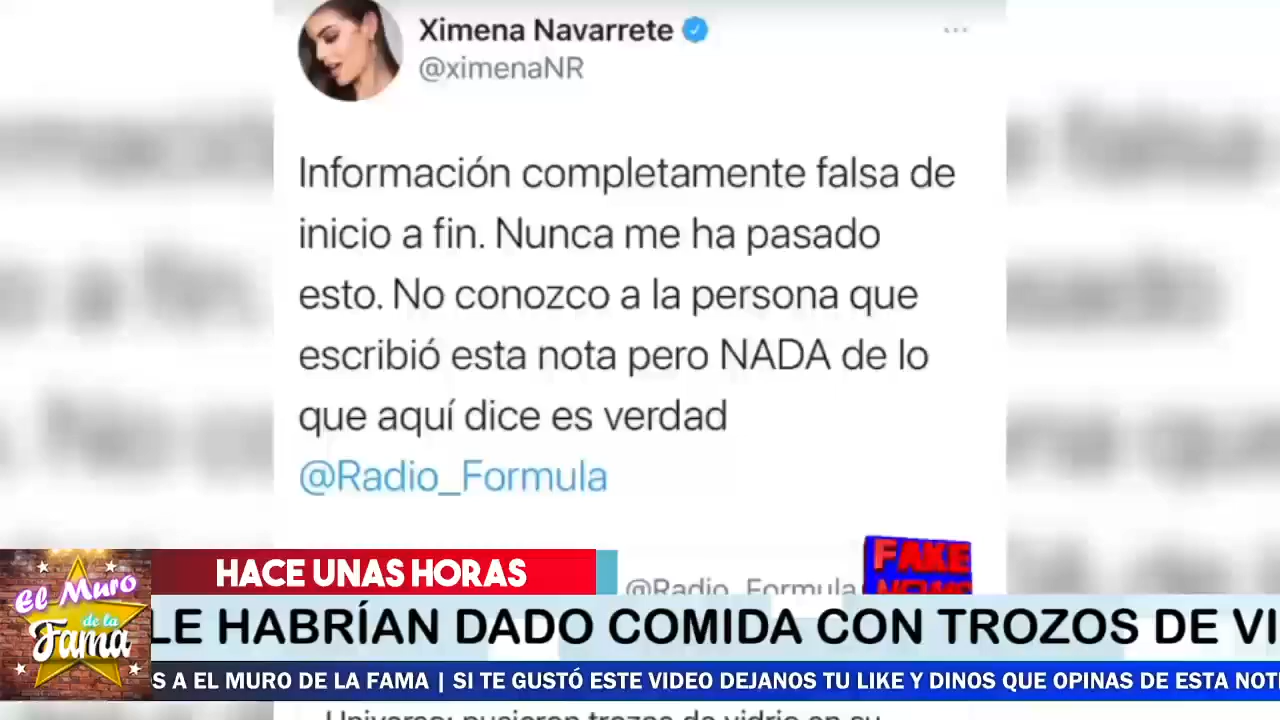 Ximena Navarrete
@ximenaNR
Información completamente falsa de
inicio a fin. Nunca me ha pasado
esto. No conozco a la persona que
escribió esta nota pero NADA de lo
que aquí dice es verdad
@Radio_Formula
HACE UNAS HORAS
@Radio_Formula
FAKE
NEWS
El Muro
de la
Fama
LE HABRÍAN DADO COMIDA CON TROZOS DE VI
S A EL MURO DE LA FAMA | SI TE GUSTÓ ESTE VIDEO DEJANOS TU LIKE Y DINOS QUE OPINAS DE ESTA NOTI
Universo: pusieron trozos de vidrio en su